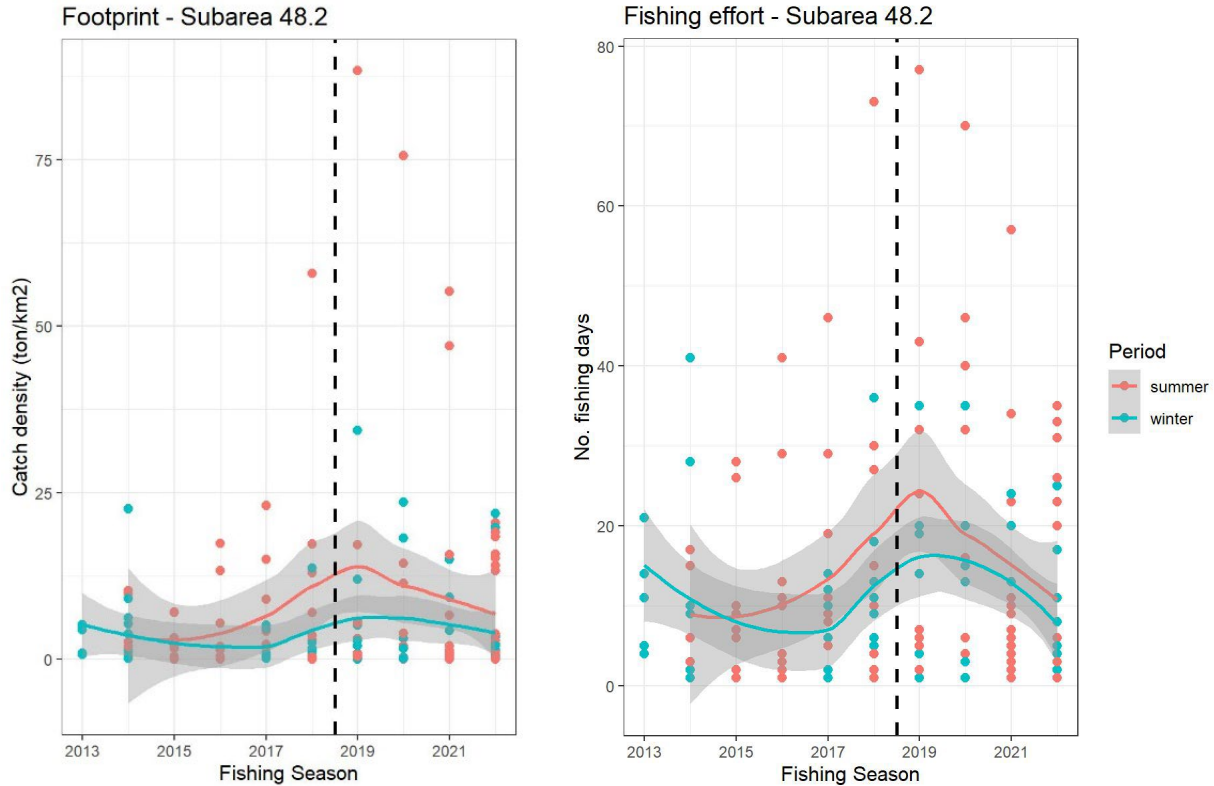 Footprint - Subarea 48.2
Catch density (ton/km2)
75
50
25
0
2013 2015 2017 2019 2021
Fishing Season
Fishing effort - Subarea 48.2
No. fishing days
80
60
40
20
0
2013 2015 2017 2019 2021
Fishing Season
Period
summer
winter